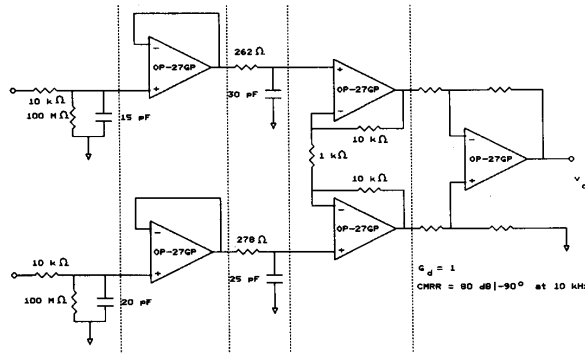 262 Ω
OP-27GP
30 pF
OP-27GP
10 kΩ
100 MΩ
15 pF
10 kΩ
1 kΩ
10 kΩ
OP-27GP
278 Ω
OP-27GP
25 pF
OP-27GP
10 kΩ
100 MΩ
20 pF
G d = 1
CMRR = 80 dB|-90° at 10 kH